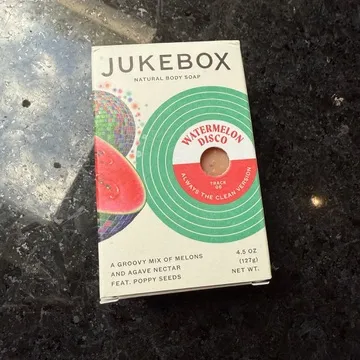 JUKEBOX
NATURAL BODY SOAP
WATERMELON
DISCO
TRACK
ALWAYS THE CLEAN VERSION
A GROOVY MIX OF MELONS
AND AGAVE NECTAR
FEAT. POPPY SEEDS
4.5 OZ
(127g)
NET WT.